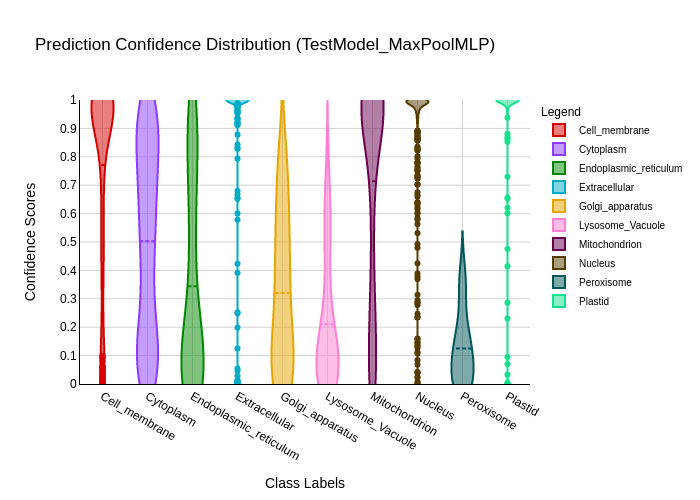 Prediction Confidence Distribution (TestModel_MaxPoolMLP)
Legend
Cell_membrane
Cytoplasm
Endoplasmic_reticulum
Extracellular
Golgi_apparatus
Lysosome_Vacuole
Mitochondrion
Nucleus
Peroxisome
Plastid
Confidence Scores
1
0.9
0.8
0.7
0.6
0.5
0.4
0.3
0.2
0.1
0
Cell_membrane
Cytoplasm
Endoplasmic_reticulum
Extracellular
Golgi_apparatus
Lysosome_Vacuole
Mitochondrion
Nucleus
Peroxisome
Plastid
Class Labels